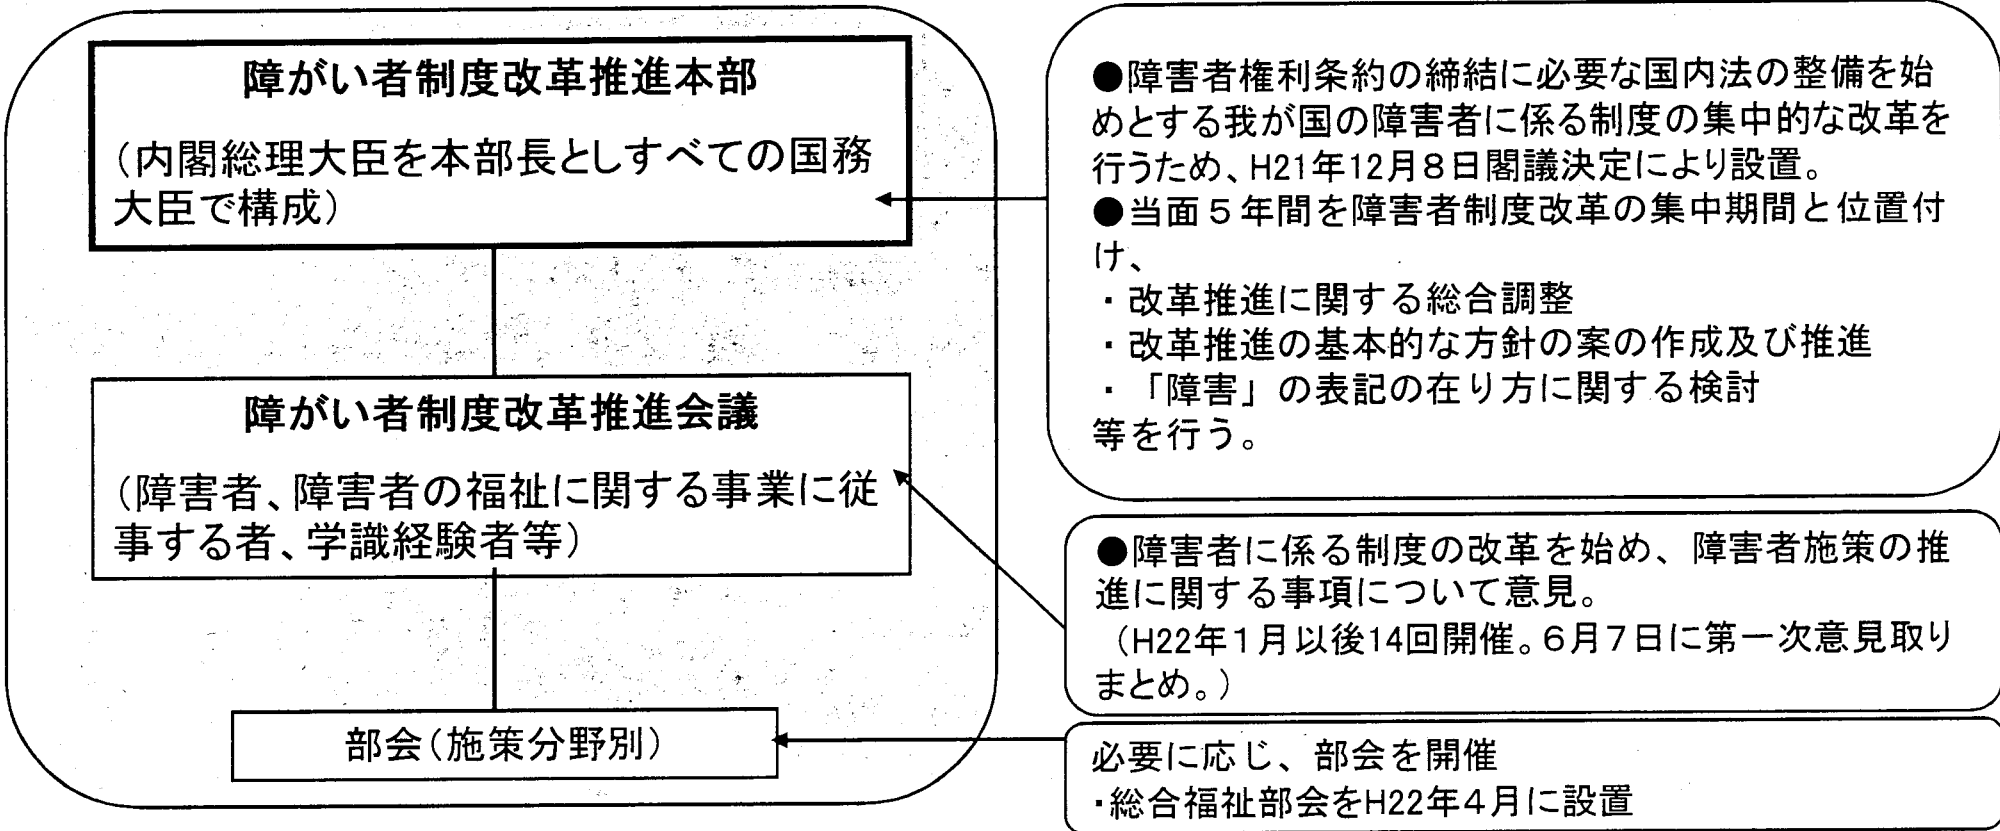 障がい者制度改革推進本部
(内閣総理大臣を本部長としすべての国務
大臣で構成)
●障害者権利条約の締結に必要な国内法の整備を始
めとする我が国の障害者に係る制度の集中的な改革を
行うため、H21年12月8日閣議決定により設置。
●当面5年間を障害者制度改革の集中期間と位置付
け、
・改革推進に関する総合調整
・改革推進の基本的な方針の案の作成及び推進
・「障害」の表記の在り方に関する検討
等を行う。
障がい者制度改革推進会議
(障害者、障害者の福祉に関する事業に従
事する者、学識経験者等)
●障害者に係る制度の改革を始め、障害者施策の推
進に関する事項について意見。
(H22年1月以後14回開催。6月7日に第一次意見取り
まとめ。)
部会(施策分野別)
必要に応じ、部会を開催
・総合福祉部会をH22年4月に設置